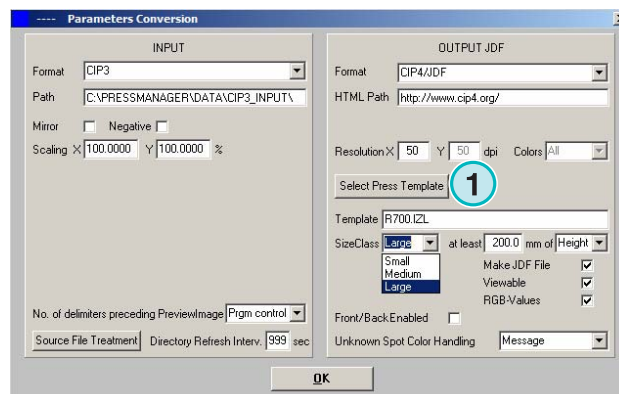 ---- Parameters Conversion
INPUT
Format CIP3
Path C:\PRESSMANAGER\DATA\CIP3_INPUT\
Mirror Negative
Scaling X 100.0000 Y 100.0000 %
No. of delimiters preceding PreviewImage Prgm control
Source File Treatment Directory Refresh Interv. 999 sec
OUTPUT JDF
Format CIP4/JDF
HTML Path http://www.cip4.org/
Resolution X 50 Y 50 dpi Colors All
Select Press Template 1
Template R700.IZL
SizeClass Large at least 200.0 mm of Height
Small
Medium
Large
Make JDF File
Viewable
RGB-Values
Front/Back Enabled
Unknown Spot Color Handling Message
OK